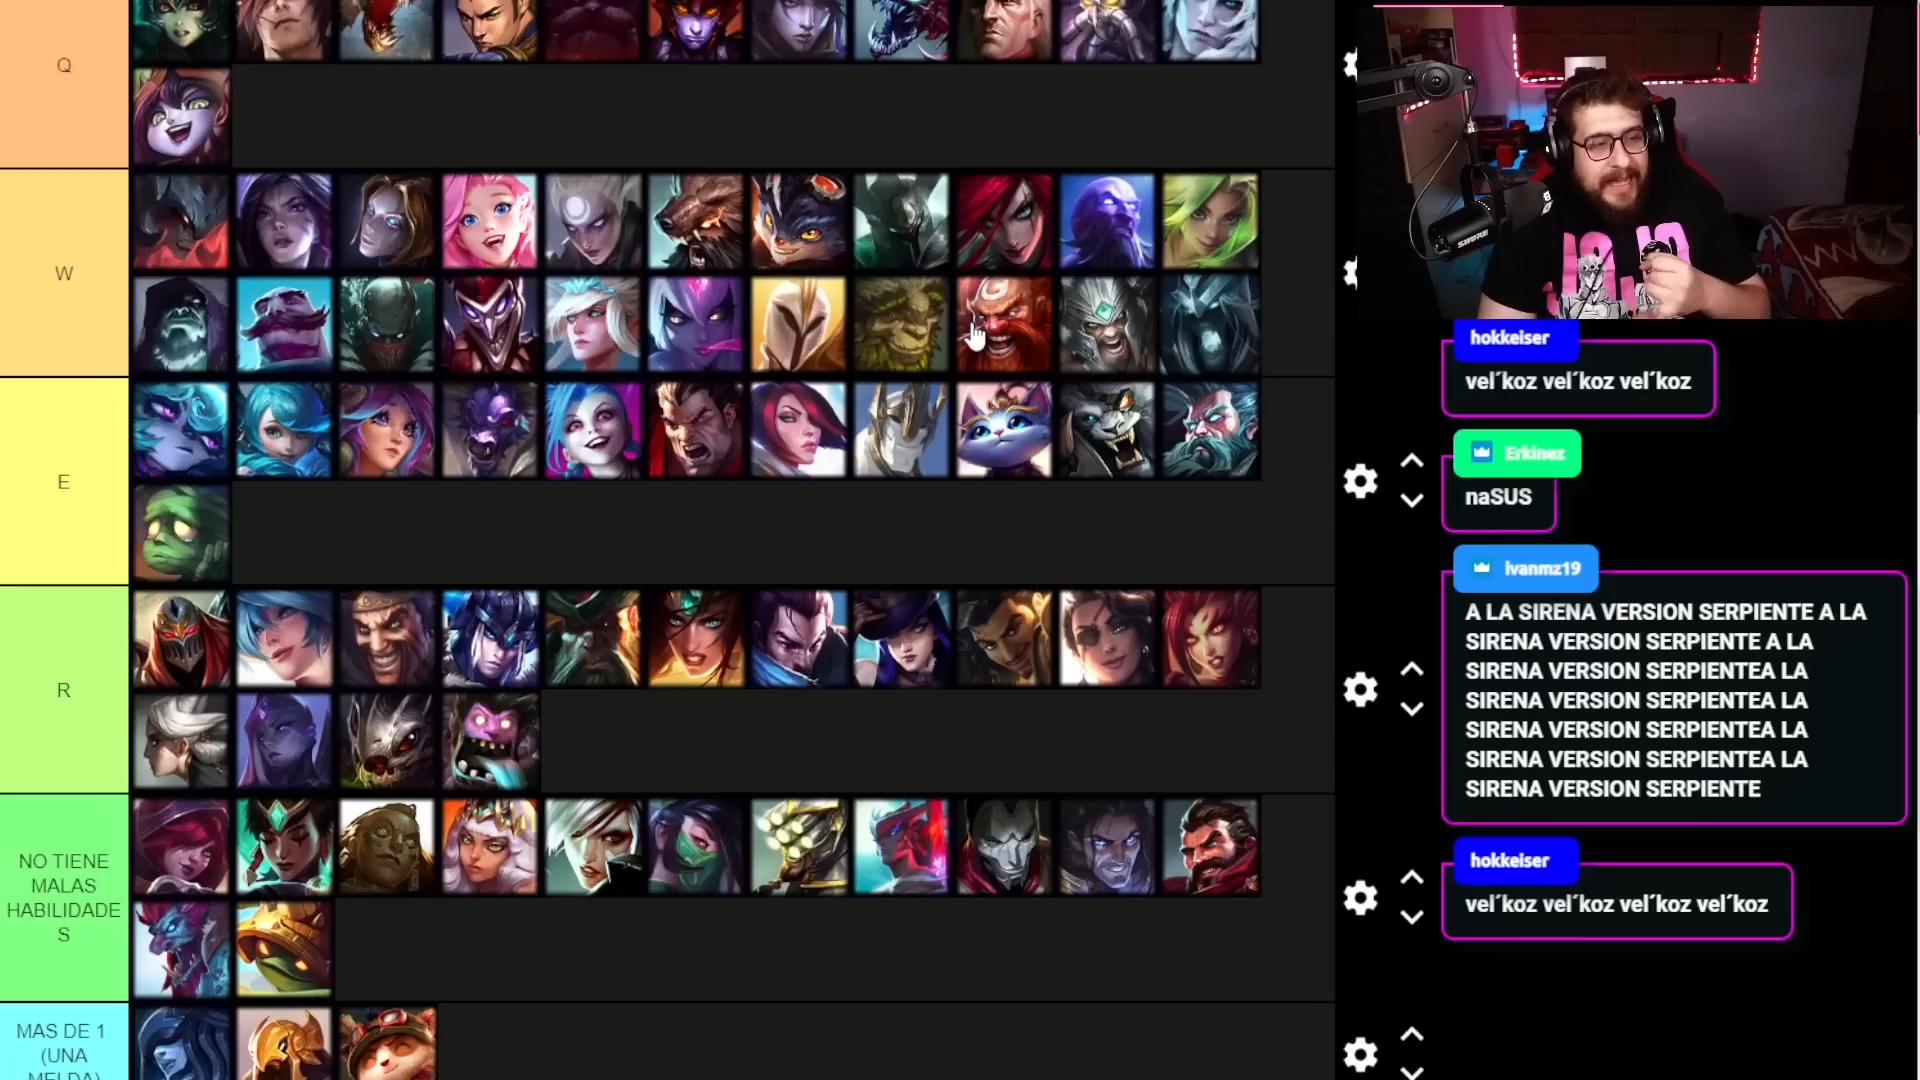 Q
W
hokkeiser
vel´koz vel´koz vel´koz
Erkinez
naSUS
E
ivanmz19
A LA SIRENA VERSION SERPIENTE A LA
SIRENA VERSION SERPIENTE A LA
SIRENA VERSION SERPIENTEA LA
SIRENA VERSION SERPIENTEA LA
SIRENA VERSION SERPIENTEA LA
SIRENA VERSION SERPIENTEA LA
SIRENA VERSION SERPIENTE
R
NO TIENE
MALAS
HABILIDADE
S
hokkeiser
vel´koz vel´koz vel´koz vel´koz
MAS DE 1
(UNA
MELDA)
SHURE